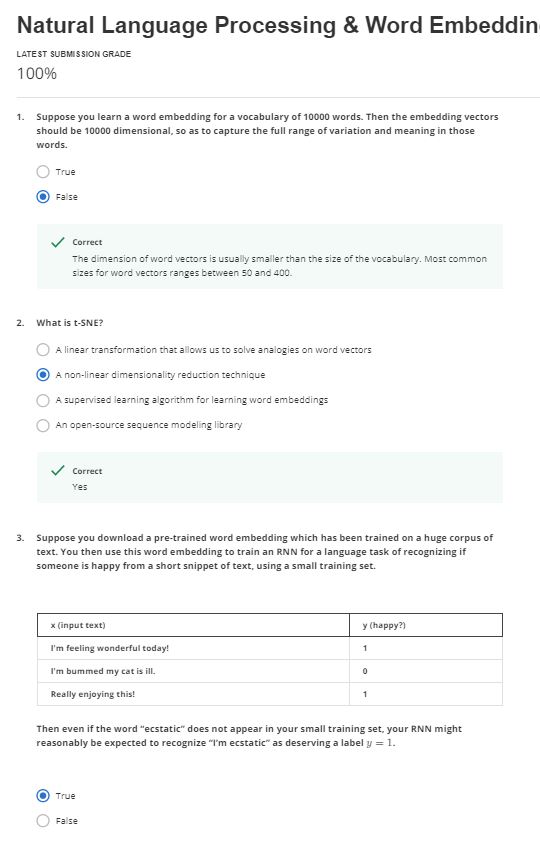 Natural Language Processing & Word Embeddin
LATEST SUBMISSION GRADE
100%
1. Suppose you learn a word embedding for a vocabulary of 10000 words. Then the embedding vectors
should be 10000 dimensional, so as to capture the full range of variation and meaning in those
words.
True
False
Correct
The dimension of word vectors is usually smaller than the size of the vocabulary. Most common
sizes for word vectors ranges between 50 and 400.
2. What is t-SNE?
A linear transformation that allows us to solve analogies on word vectors
A non-linear dimensionality reduction technique
A supervised learning algorithm for learning word embeddings
An open-source sequence modeling library
Correct
Yes
3. Suppose you download a pre-trained word embedding which has been trained on a huge corpus of
text. You then use this word embedding to train an RNN for a language task of recognizing if
someone is happy from a short snippet of text, using a small training set.
x (input text) y (happy?)
I'm feeling wonderful today! 1
I'm bummed my cat is ill. 0
Really enjoying this! 1
Then even if the word “ecstatic” does not appear in your small training set, your RNN might
reasonably be expected to recognize “I'm ecstatic” as deserving a label y = 1.
True
False